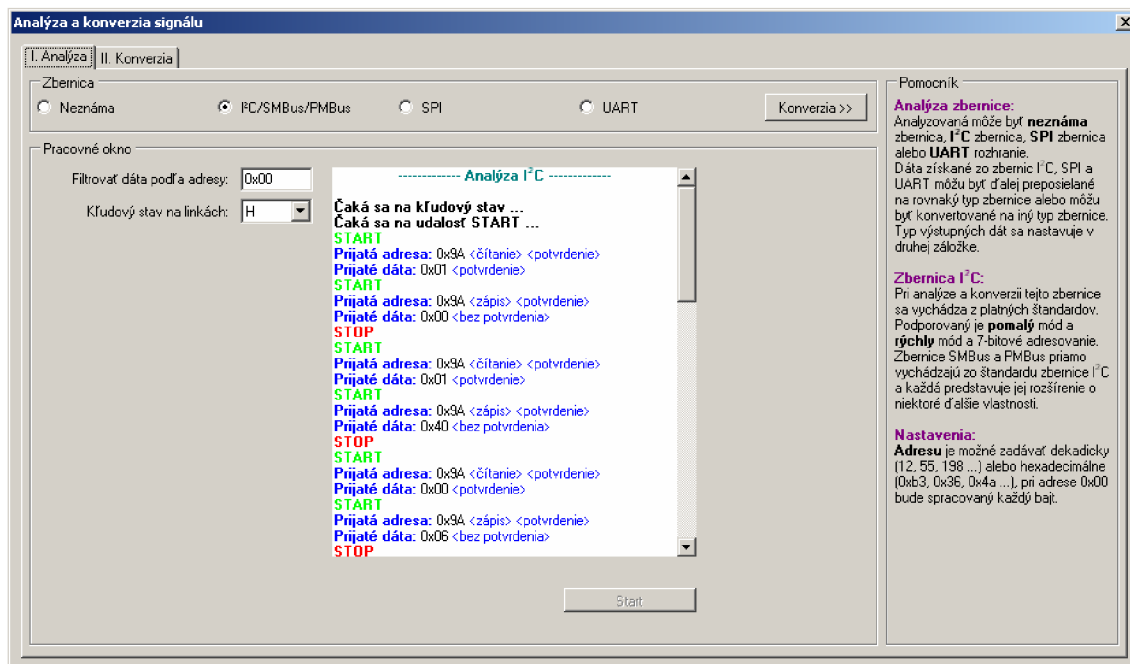 Analýza a konverzia signálu
I. Analýza
II. Konverzia
Zbernica
Neznáma
I²C/SMBus/PMBus
SPI
UART
Konverzia >>
Pracovné okno
Filtrovať dáta podľa adresy: 0x00
Kľudový stav na linkách: H
------------- Analýza I²C -------------
Čaká sa na kľudový stav ...
Čaká sa na udalosť START ...
START
Prijatá adresa: 0x9A <čítanie> <potvrdenie>
Prijaté dáta: 0x01 <potvrdenie>
START
Prijatá adresa: 0x9A <zápis> <potvrdenie>
Prijaté dáta: 0x00 <bez potvrdenia>
STOP
START
Prijatá adresa: 0x9A <čítanie> <potvrdenie>
Prijaté dáta: 0x01 <potvrdenie>
START
Prijatá adresa: 0x9A <zápis> <potvrdenie>
Prijaté dáta: 0x40 <bez potvrdenia>
STOP
START
Prijatá adresa: 0x9A <čítanie> <potvrdenie>
Prijaté dáta: 0x00 <potvrdenie>
START
Prijatá adresa: 0x9A <zápis> <potvrdenie>
Prijaté dáta: 0x06 <bez potvrdenia>
STOP
Start
Pomocník
Analýza zbernice:
Analyzovaná môže byť neznáma
zbernica, I²C zbernica, SPI zbernica
alebo UART rozhranie.
Dáta získané zo zberníc I²C, SPI a
UART môžu byť ďalej preposielané
na rovnaký typ zbernice alebo môžu
byť konvertované na iný typ zbernice.
Typ výstupných dát sa nastavuje v
druhej záložke.
Zbernica I²C:
Pri analýze a konverzii tejto zbernice
sa vychádza z platných štandardov.
Podporovaný je pomalý mód a
rýchly mód a 7-bitové adresovanie.
Zbernice SMBus a PMBus priamo
vychádzajú zo štandardu zbernice I²C
a každá predstavuje jej rozšírenie o
niektoré ďalšie vlastnosti.
Nastavenia:
Adresu je možné zadávať dekadicky
(12, 55, 198 ...) alebo hexadecimálne
(0xb3, 0x36, 0x4a ...), pri adrese 0x00
bude spracovaný každý bajt.